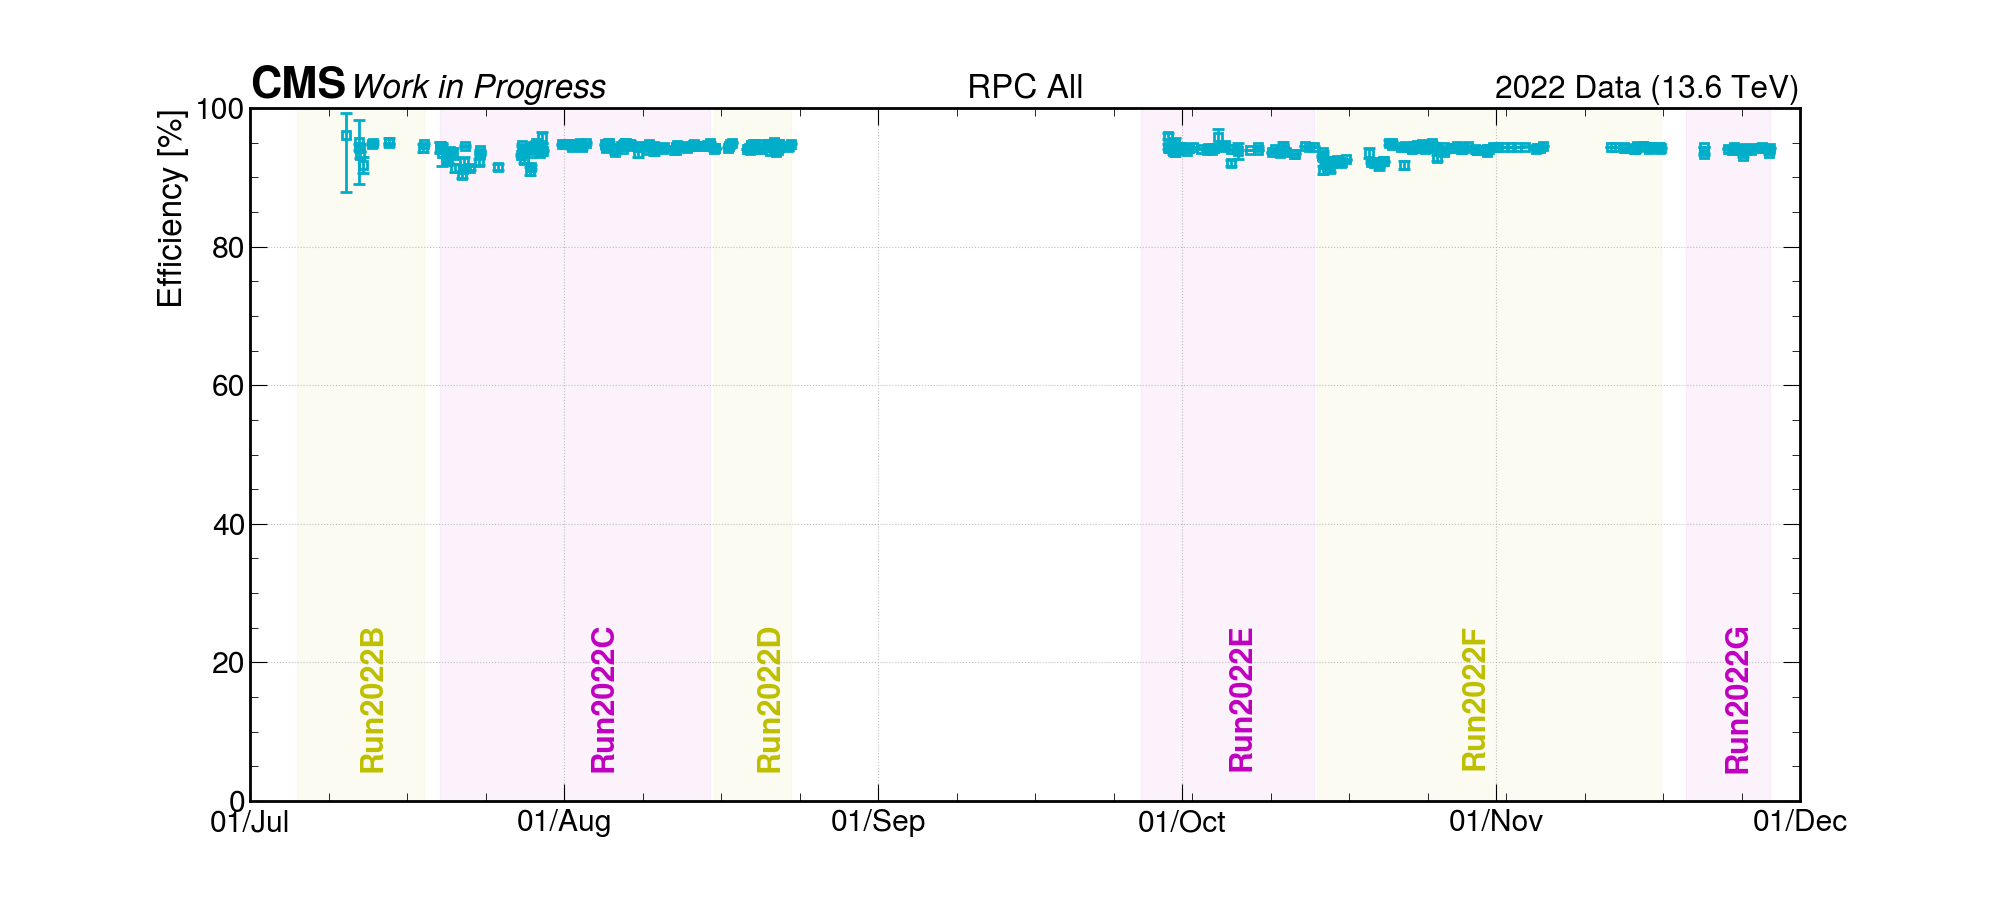 CMS Work in Progress RPC All 2022 Data (13.6 TeV)
Efficiency [%]
100
80
60
40
20
0
Run2022B Run2022C Run2022D Run2022E Run2022F Run2022G
01/Jul 01/Aug 01/Sep 01/Oct 01/Nov 01/Dec